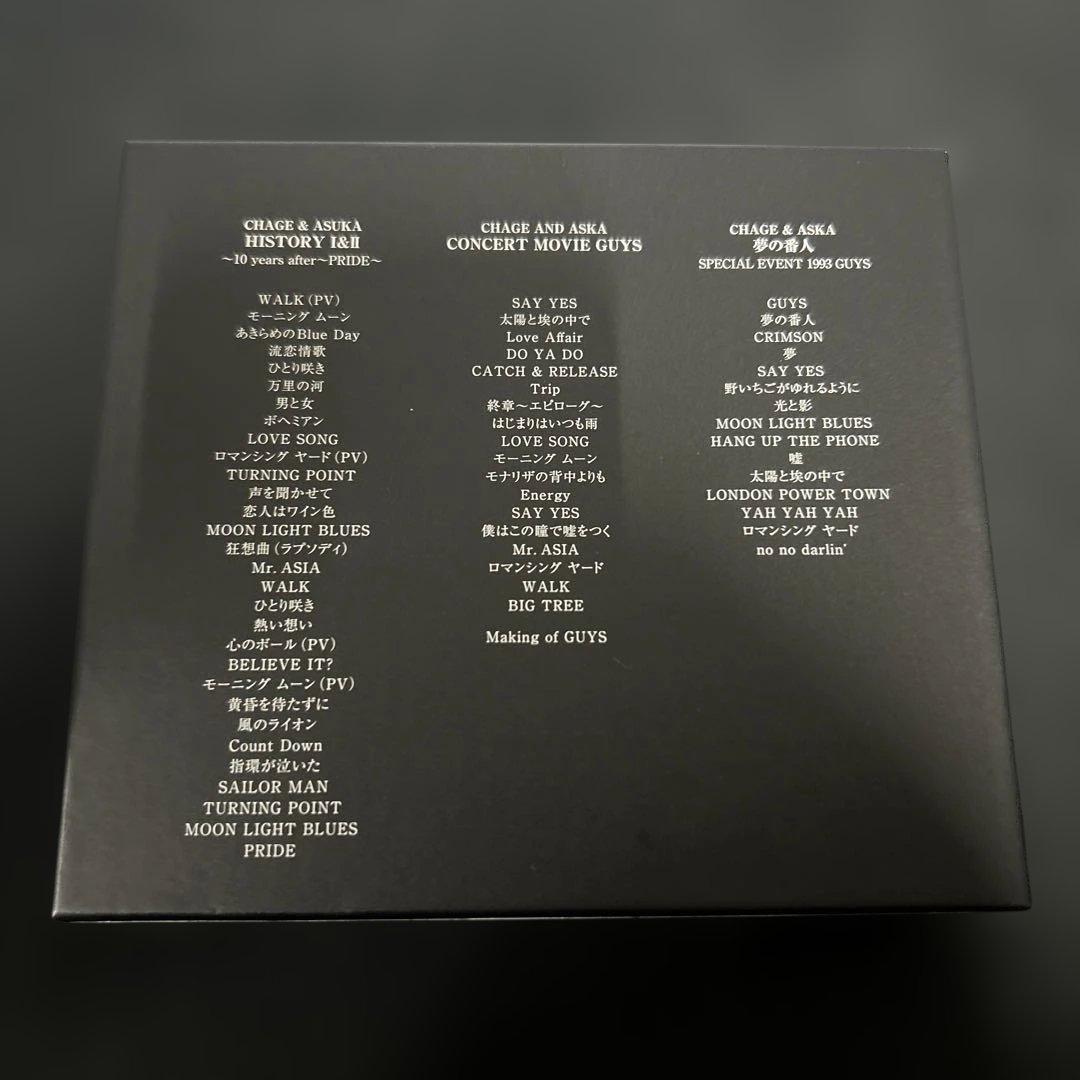 CHAGE & ASUKA
HISTORY I&II
～10 years after～PRIDE～
WALK（PV）
モーニング ムーン
あきらめのBlue Day
流恋情歌
ひとり咲き
万里の河
男と女
ボヘミアン
LOVE SONG
ロマンシング ヤード（PV）
TURNING POINT
声を聞かせて
恋人はワイン色
MOON LIGHT BLUES
狂想曲（ラプソディ）
Mr. ASIA
WALK
ひとり咲き
熱い想い
心のボール（PV）
BELIEVE IT?
モーニング ムーン（PV）
黄昏を待たずに
風のライオン
Count Down
指環が泣いた
SAILOR MAN
TURNING POINT
MOON LIGHT BLUES
PRIDE
CHAGE AND ASKA
CONCERT MOVIE GUYS
SAY YES
太陽と埃の中で
Love Affair
DO YA DO
CATCH & RELEASE
Trip
終章～エピローグ～
はじまりはいつも雨
LOVE SONG
モーニング ムーン
モナリザの背中よりも
Energy
SAY YES
僕はこの瞳で嘘をつく
Mr. ASIA
ロマンシング ヤード
WALK
BIG TREE
Making of GUYS
CHAGE & ASKA
夢の番人
SPECIAL EVENT 1993 GUYS
GUYS
夢の番人
CRIMSON
夢
SAY YES
野いちごがゆれるように
光と影
MOON LIGHT BLUES
HANG UP THE PHONE
嘘
太陽と埃の中で
LONDON POWER TOWN
YAH YAH YAH
ロマンシング ヤード
no no darlin'